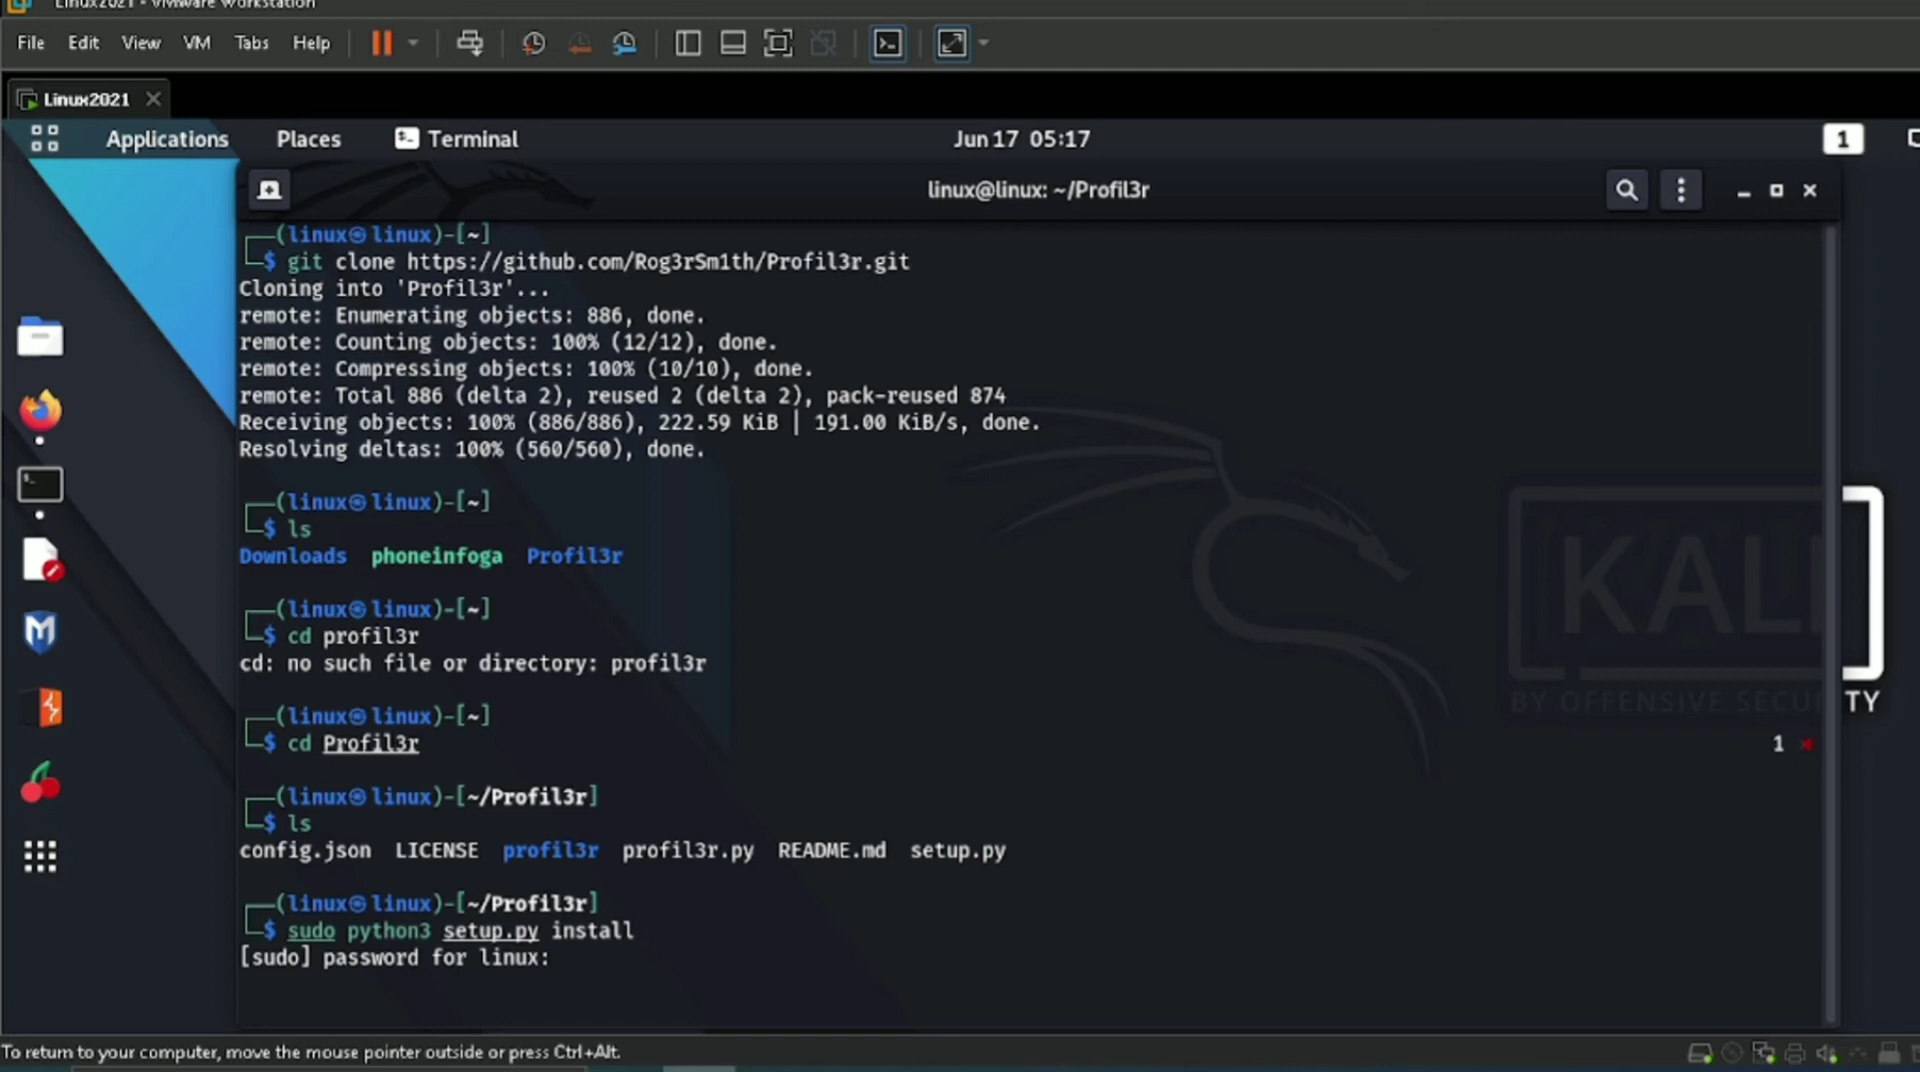 Linux2021 - VMware Workstation
File Edit View VM Tabs Help
Linux2021
Applications Places Terminal Jun 17 05:17 1
linux@linux: ~/Profil3r
(linux㉿linux)-[~]
$ git clone https://github.com/Rog3rSm1th/Profil3r.git
Cloning into 'Profil3r'...
remote: Enumerating objects: 886, done.
remote: Counting objects: 100% (12/12), done.
remote: Compressing objects: 100% (10/10), done.
remote: Total 886 (delta 2), reused 2 (delta 2), pack-reused 874
Receiving objects: 100% (886/886), 222.59 KiB | 191.00 KiB/s, done.
Resolving deltas: 100% (560/560), done.
(linux㉿linux)-[~]
$ ls
Downloads phoneinfoga Profil3r
(linux㉿linux)-[~]
$ cd profil3r
cd: no such file or directory: profil3r
(linux㉿linux)-[~]
$ cd Profil3r
1 ⨯
(linux㉿linux)-[~/Profil3r]
$ ls
config.json LICENSE profil3r profil3r.py README.md setup.py
(linux㉿linux)-[~/Profil3r]
$ sudo python3 setup.py install
[sudo] password for linux:
KALI
BY OFFENSIVE SECURITY
To return to your computer, move the mouse pointer outside or press Ctrl+Alt.